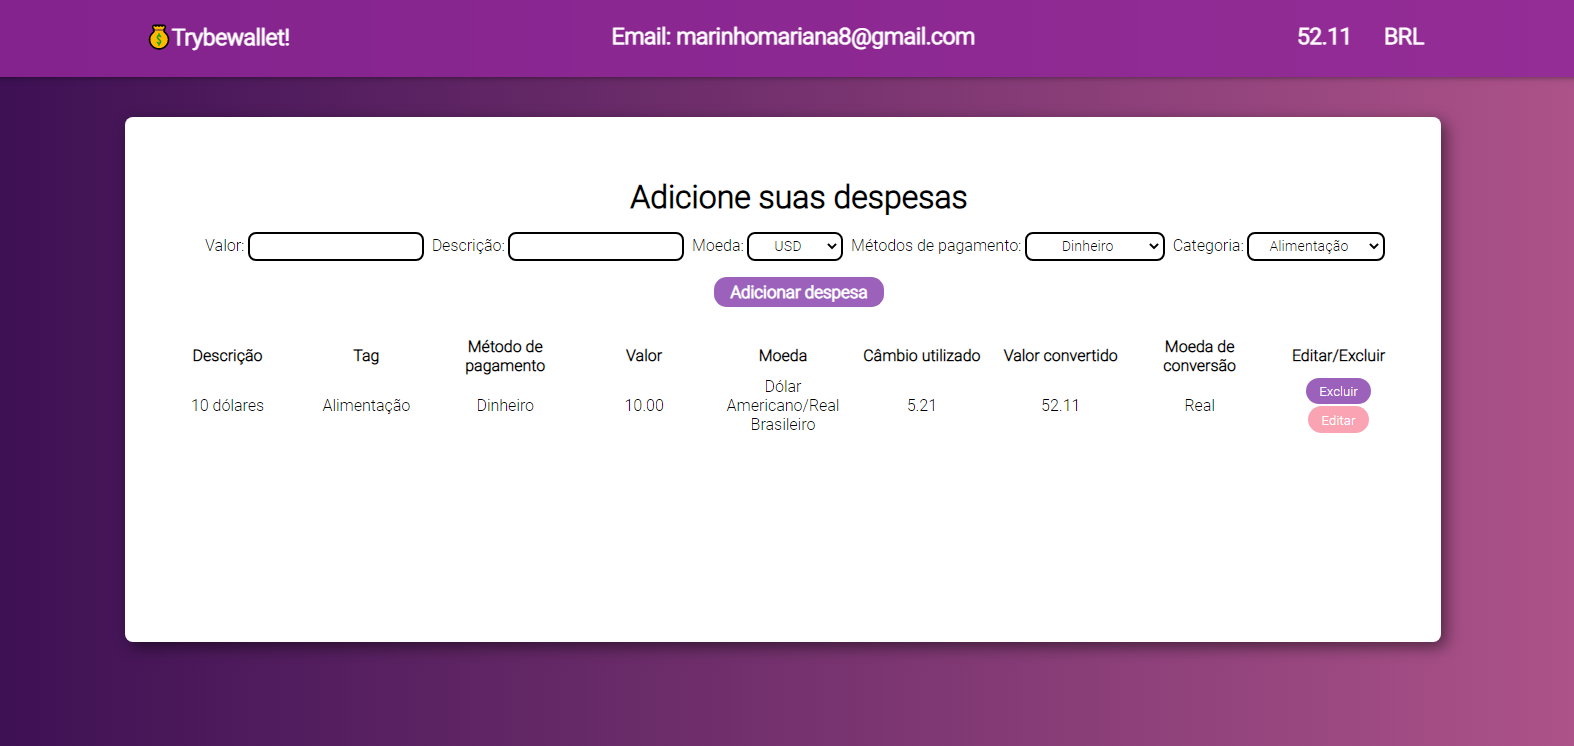 Trybewallet!
Email: marinhomariana8@gmail.com
52.11 BRL
Adicione suas despesas
Valor: Descrição: Moeda: USD Métodos de pagamento: Dinheiro Categoria: Alimentação
Adicionar despesa
Descrição
Tag
Método de
pagamento
Valor
Moeda
Câmbio utilizado
Valor convertido
Moeda de
conversão
Editar/Excluir
10 dólares
Alimentação
Dinheiro
10.00
Dólar
Americano/Real
Brasileiro
5.21
52.11
Real
Excluir
Editar